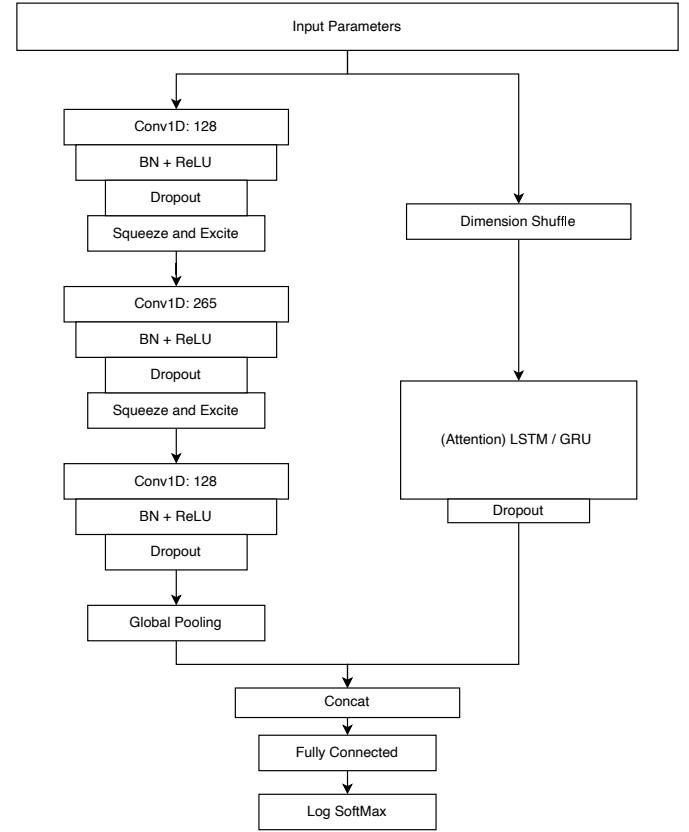 Input Parameters
Conv1D: 128
BN + ReLU
Dropout
Squeeze and Excite
Conv1D: 265
BN + ReLU
Dropout
Squeeze and Excite
Conv1D: 128
BN + ReLU
Dropout
Global Pooling
Dimension Shuffle
(Attention) LSTM / GRU
Dropout
Concat
Fully Connected
Log SoftMax